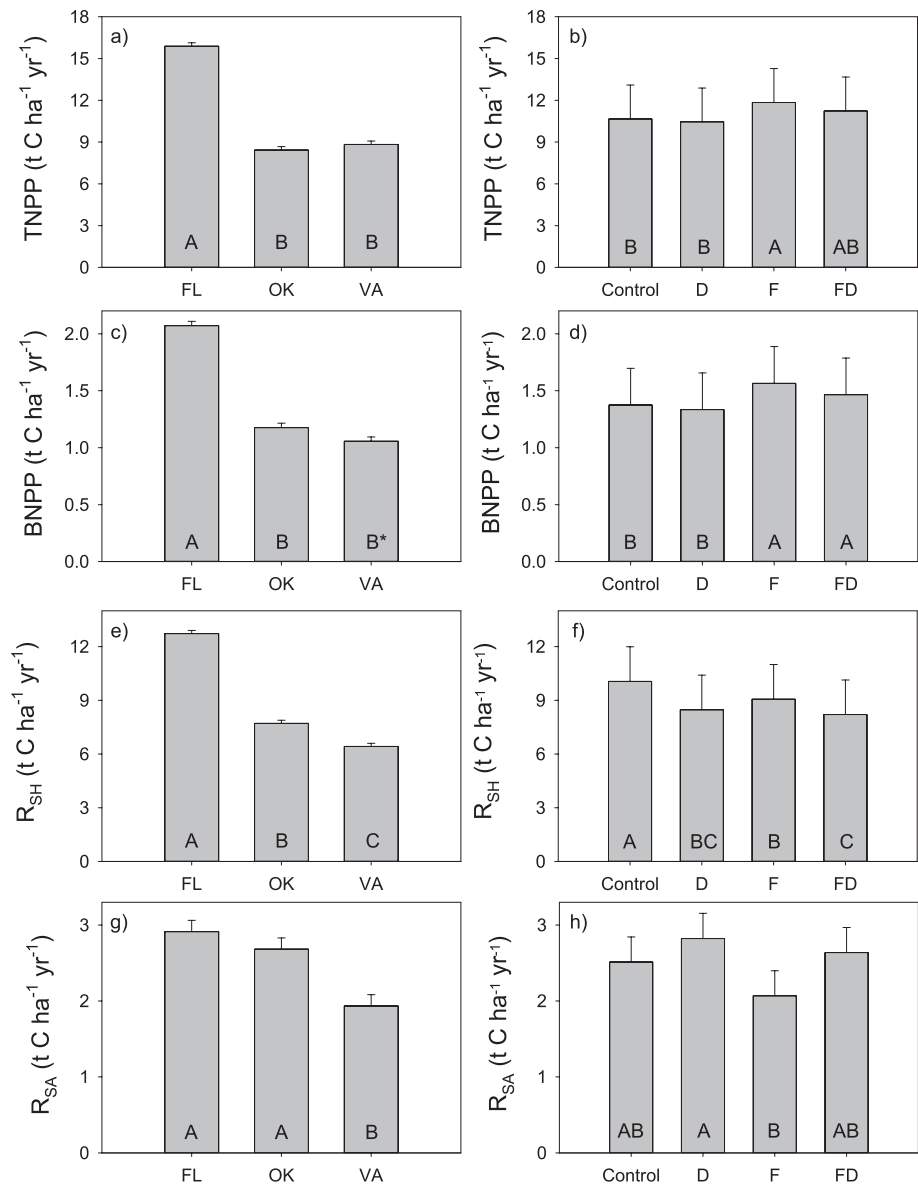 a)
TNPP (t C ha⁻¹ yr⁻¹)
18
15
12
9
6
3
0
A B B
FL OK VA
b)
TNPP (t C ha⁻¹ yr⁻¹)
18
15
12
9
6
3
0
B B A AB
Control D F FD
c)
BNPP (t C ha⁻¹ yr⁻¹)
2.0
1.5
1.0
0.5
0.0
A B B*
FL OK VA
d)
BNPP (t C ha⁻¹ yr⁻¹)
2.0
1.5
1.0
0.5
0.0
B B A A
Control D F FD
e)
R_SH (t C ha⁻¹ yr⁻¹)
12
9
6
3
0
A B C
FL OK VA
f)
R_SH (t C ha⁻¹ yr⁻¹)
12
9
6
3
0
A BC B C
Control D F FD
g)
R_SA (t C ha⁻¹ yr⁻¹)
3
2
1
0
A A B
FL OK VA
h)
R_SA (t C ha⁻¹ yr⁻¹)
3
2
1
0
AB A B AB
Control D F FD